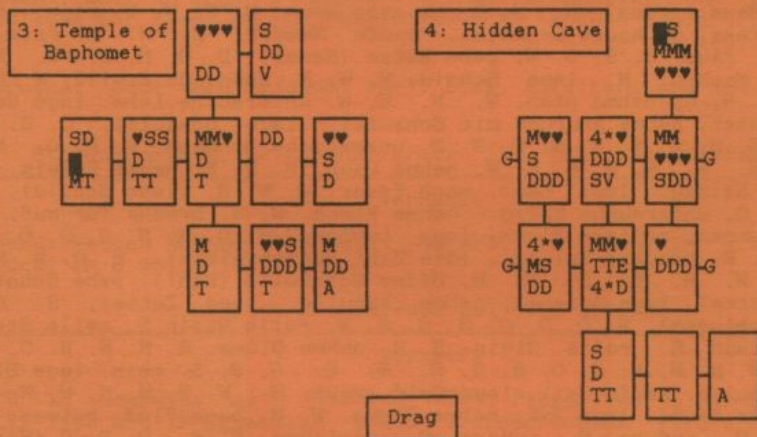 3: Temple of
Baphomet
♥♥♥
DD
S
DD
V
SD
█
MT
♥SS
D
TT
MM♥
D
T
DD
♥♥
S
D
M
D
T
♥♥S
DDD
T
M
DD
A
4: Hidden Cave
█S
MMM
♥♥♥
G
M♥♥
S
DDD
4*♥
DDD
SV
MM
♥♥♥
SDD
G
G
4*♥
MS
DD
MM♥
TTE
4*D
♥
DDD
G
S
D
TT
TT
A
Drag